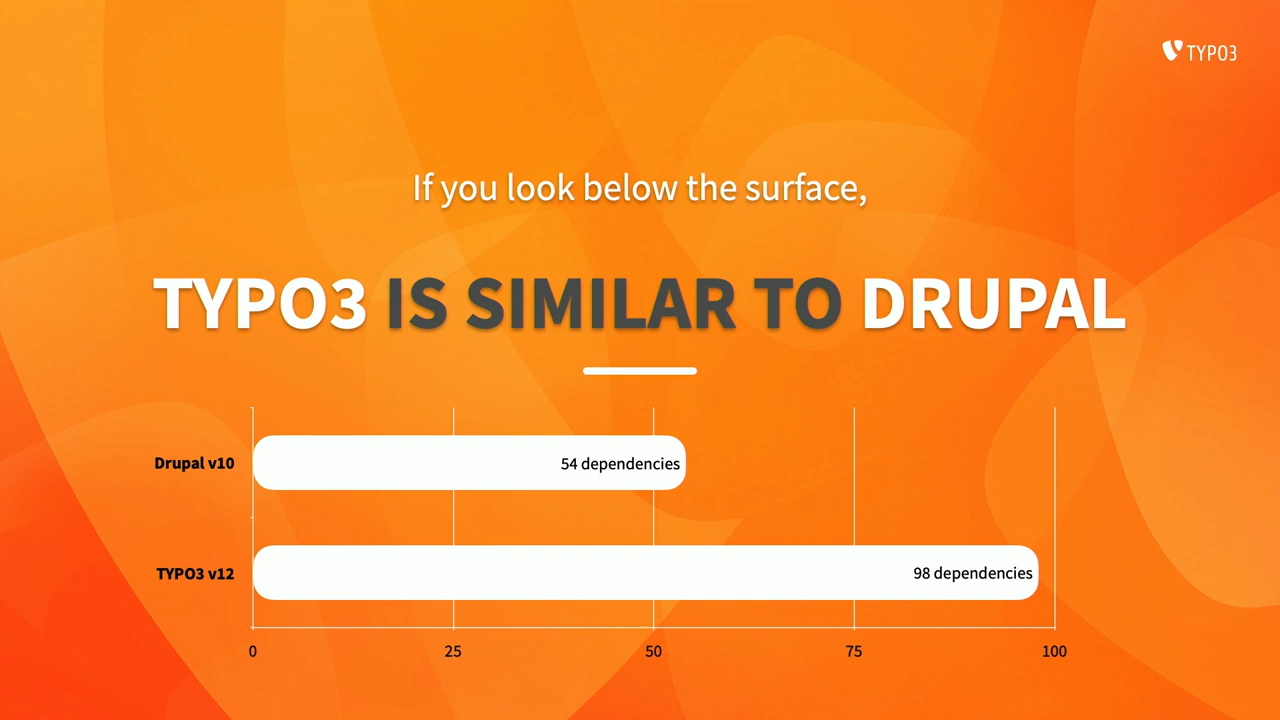 TYPO3
If you look below the surface,
TYPO3 IS SIMILAR TO DRUPAL
Drupal v10
54 dependencies
TYPO3 v12
98 dependencies
0 25 50 75 100